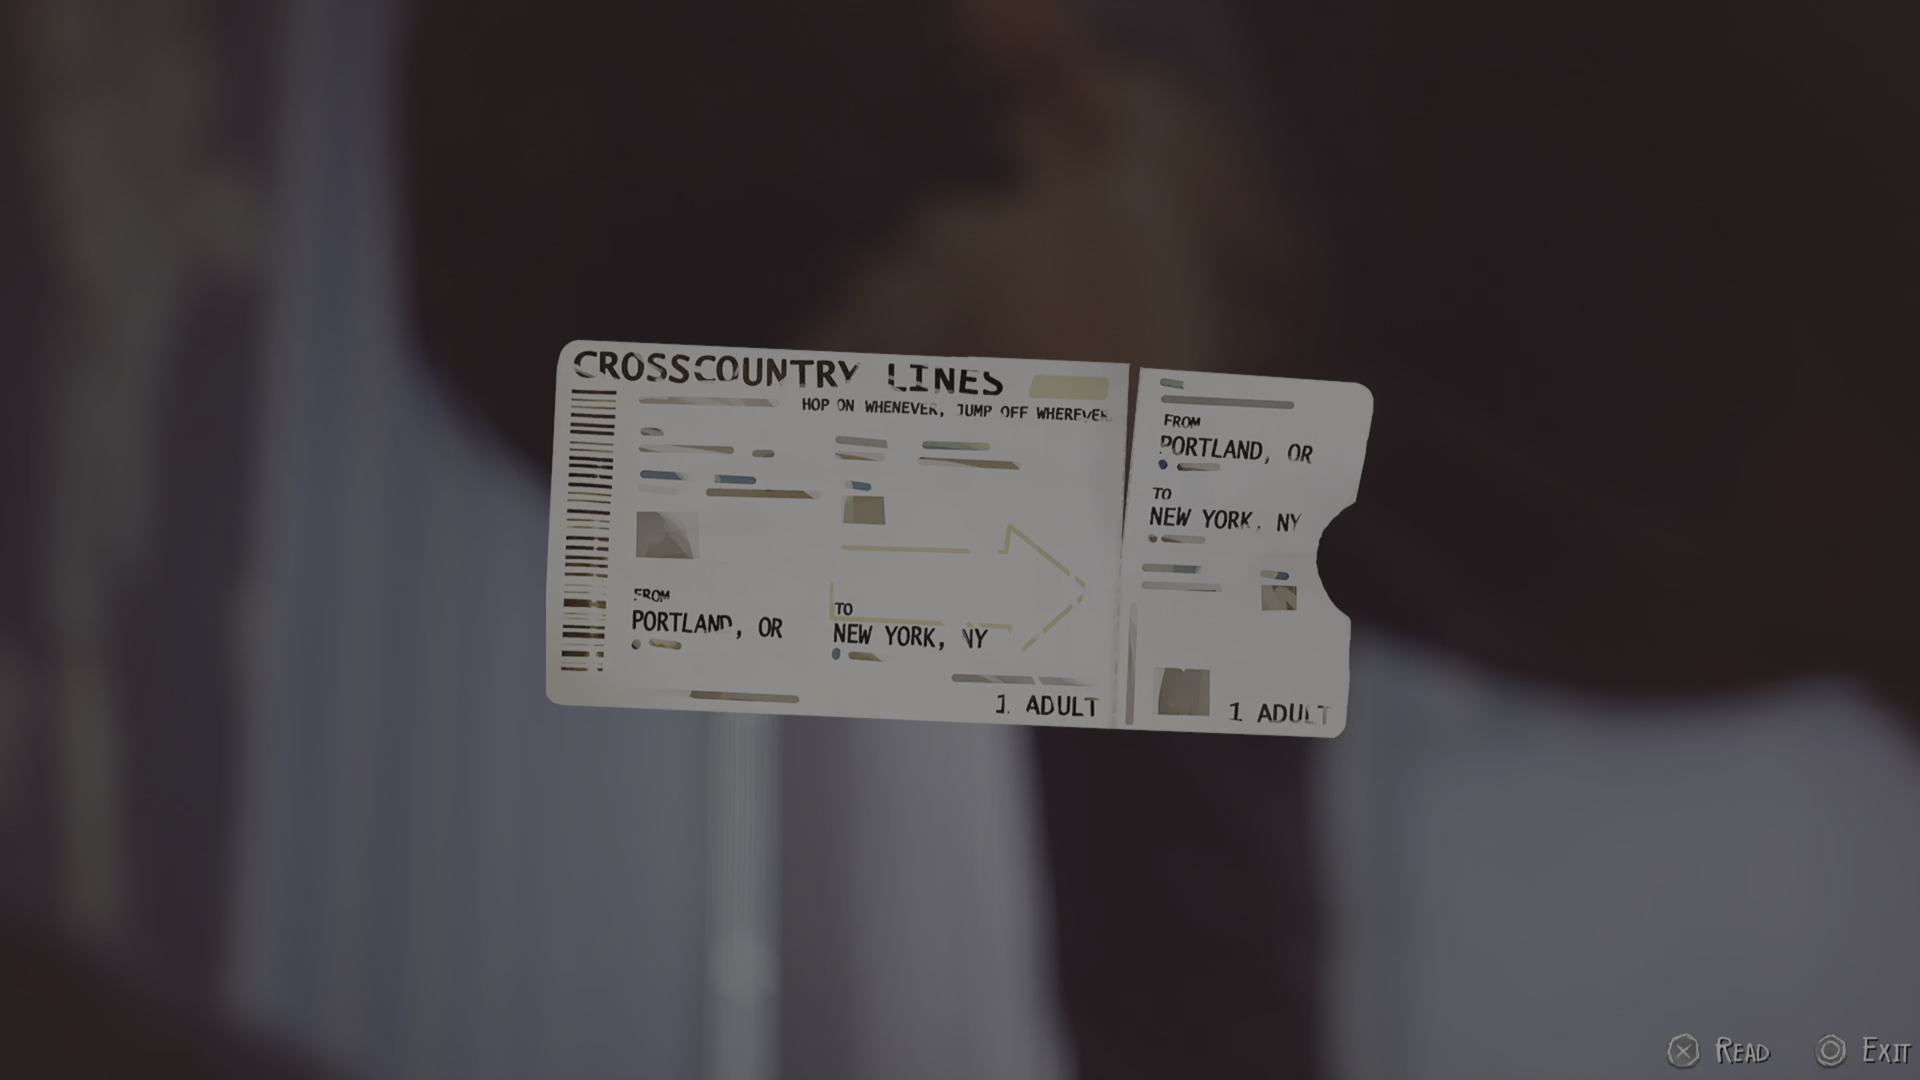 CROSSCOUNTRY LINES
HOP ON WHENEVER, JUMP OFF WHEREVER
FROM
PORTLAND, OR
TO
NEW YORK, NY
1 ADULT
FROM
PORTLAND, OR
TO
NEW YORK, NY
1 ADULT
READ
EXIT